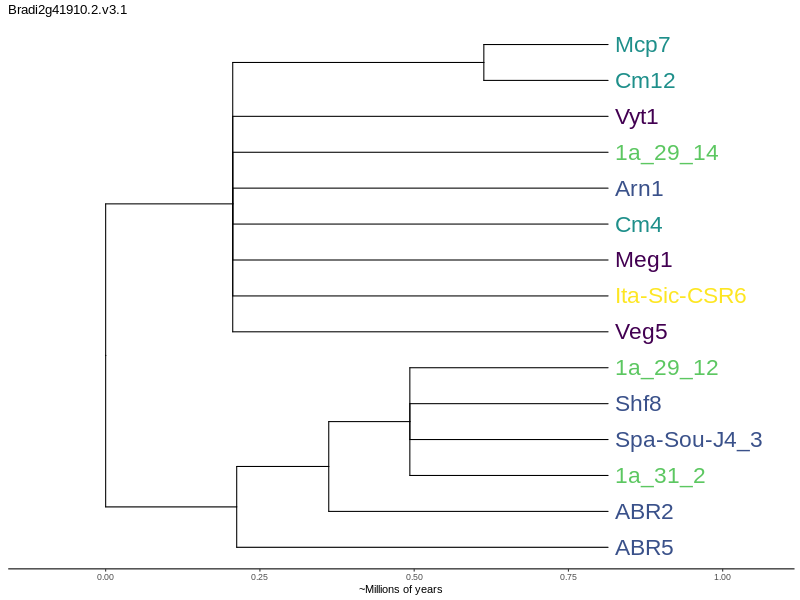 Bradi2g41910.2.v3.1
Mcp7
Cm12
Vyt1
1a_29_14
Arn1
Cm4
Meg1
Ita-Sic-CSR6
Veg5
1a_29_12
Shf8
Spa-Sou-J4_3
1a_31_2
ABR2
ABR5
0.00 0.25 0.50 0.75 1.00
~Millions of years